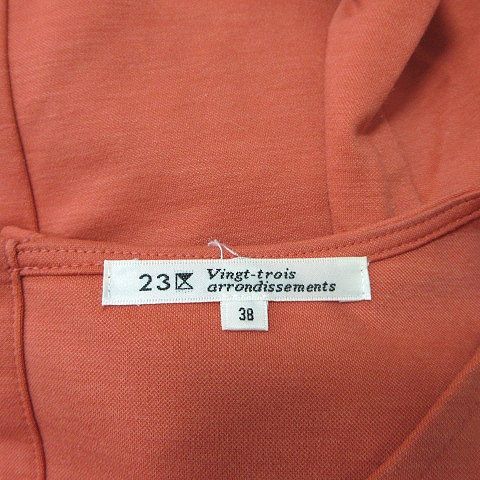 23区 Vingt-trois
arrondissements
38